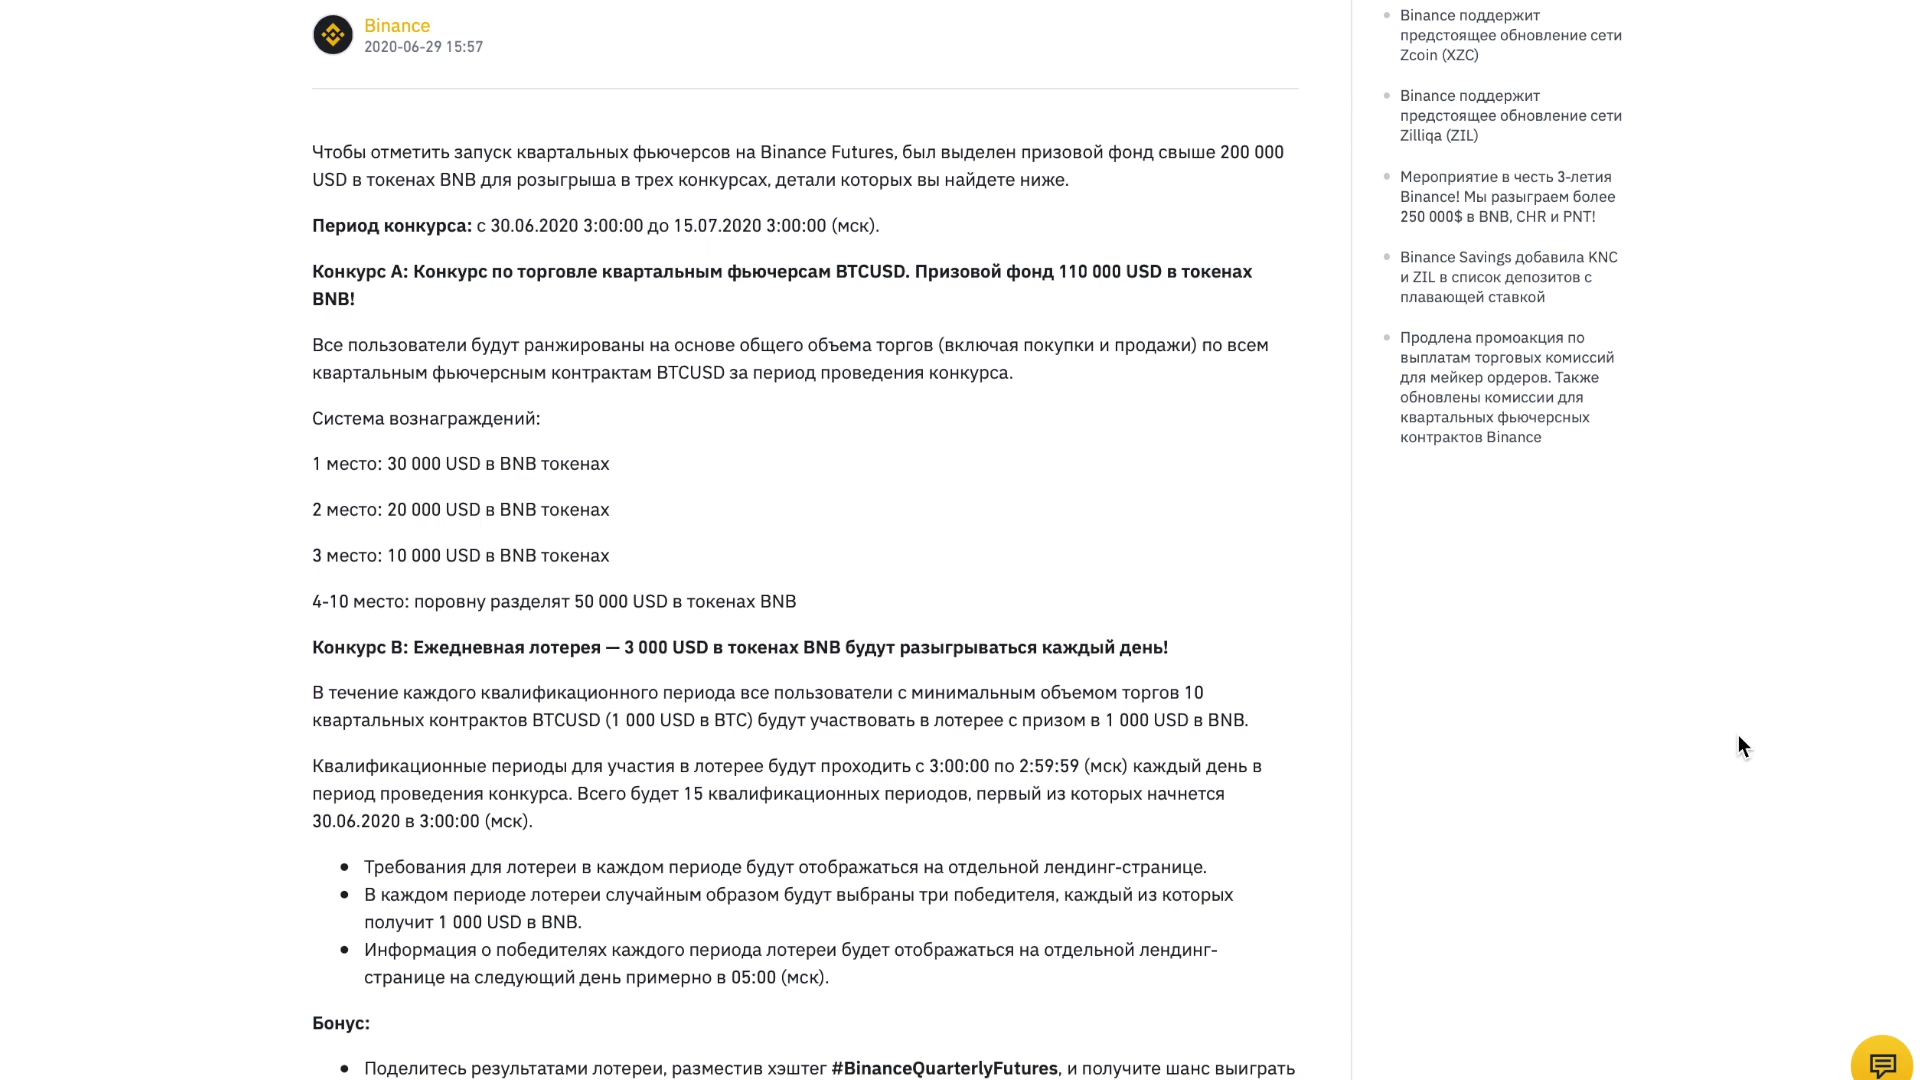 Binance
2020-06-29 15:57
Чтобы отметить запуск квартальных фьючерсов на Binance Futures, был выделен призовой фонд свыше 200 000
USD в токенах BNB для розыгрыша в трех конкурсах, детали которых вы найдете ниже.
Период конкурса: с 30.06.2020 3:00:00 до 15.07.2020 3:00:00 (мск).
Конкурс А: Конкурс по торговле квартальным фьючерсам BTCUSD. Призовой фонд 110 000 USD в токенах
BNB!
Все пользователи будут ранжированы на основе общего объема торгов (включая покупки и продажи) по всем
квартальным фьючерсным контрактам BTCUSD за период проведения конкурса.
Система вознаграждений:
1 место: 30 000 USD в BNB токенах
2 место: 20 000 USD в BNB токенах
3 место: 10 000 USD в BNB токенах
4-10 место: поровну разделят 50 000 USD в токенах BNB
Конкурс B: Ежедневная лотерея — 3 000 USD в токенах BNB будут разыгрываться каждый день!
В течение каждого квалификационного периода все пользователи с минимальным объемом торгов 10
квартальных контрактов BTCUSD (1 000 USD в BTC) будут участвовать в лотерее с призом в 1 000 USD в BNB.
Квалификационные периоды для участия в лотерее будут проходить с 3:00:00 по 2:59:59 (мск) каждый день в
период проведения конкурса. Всего будет 15 квалификационных периодов, первый из которых начнется
30.06.2020 в 3:00:00 (мск).
Требования для лотереи в каждом периоде будут отображаться на отдельной лендинг-странице.
В каждом периоде лотереи случайным образом будут выбраны три победителя, каждый из которых
получит 1 000 USD в BNB.
Информация о победителях каждого периода лотереи будет отображаться на отдельной лендинг-
странице на следующий день примерно в 05:00 (мск).
Бонус:
Поделитесь результатами лотереи, разместив хэштег #BinanceQuarterlyFutures, и получите шанс выиграть
Binance поддержит
предстоящее обновление сети
Zcoin (XZC)
Binance поддержит
предстоящее обновление сети
Zilliqa (ZIL)
Мероприятие в честь 3-летия
Binance! Мы разыграем более
250 000$ в BNB, CHR и PNT!
Binance Savings добавила KNC
и ZIL в список депозитов с
плавающей ставкой
Продлена промоакция по
выплатам торговых комиссий
для мейкер ордеров. Также
обновлены комиссии для
квартальных фьючерсных
контрактов Binance